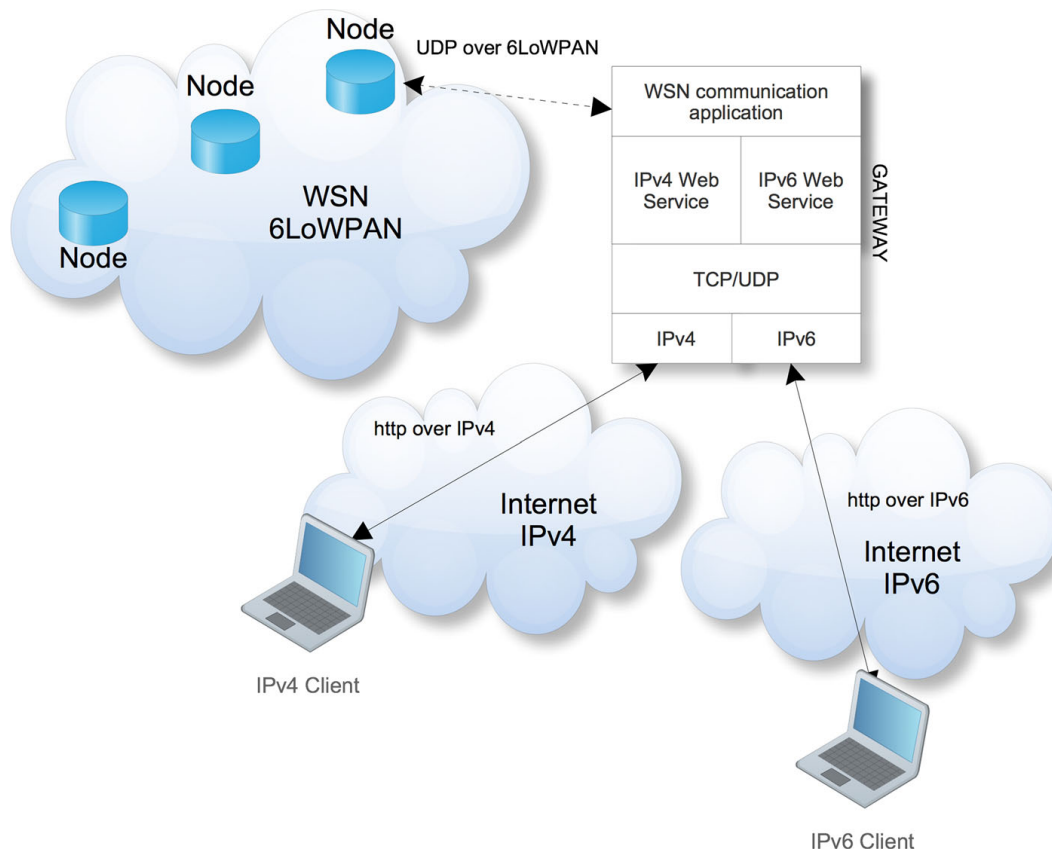 Node
UDP over 6LoWPAN
Node
WSN
6LoWPAN
Node
WSN communication
application
IPv4 Web
Service
IPv6 Web
Service
GATEWAY
TCP/UDP
IPv4
IPv6
http over IPv4
Internet
IPv4
IPv4 Client
http over IPv6
Internet
IPv6
IPv6 Client